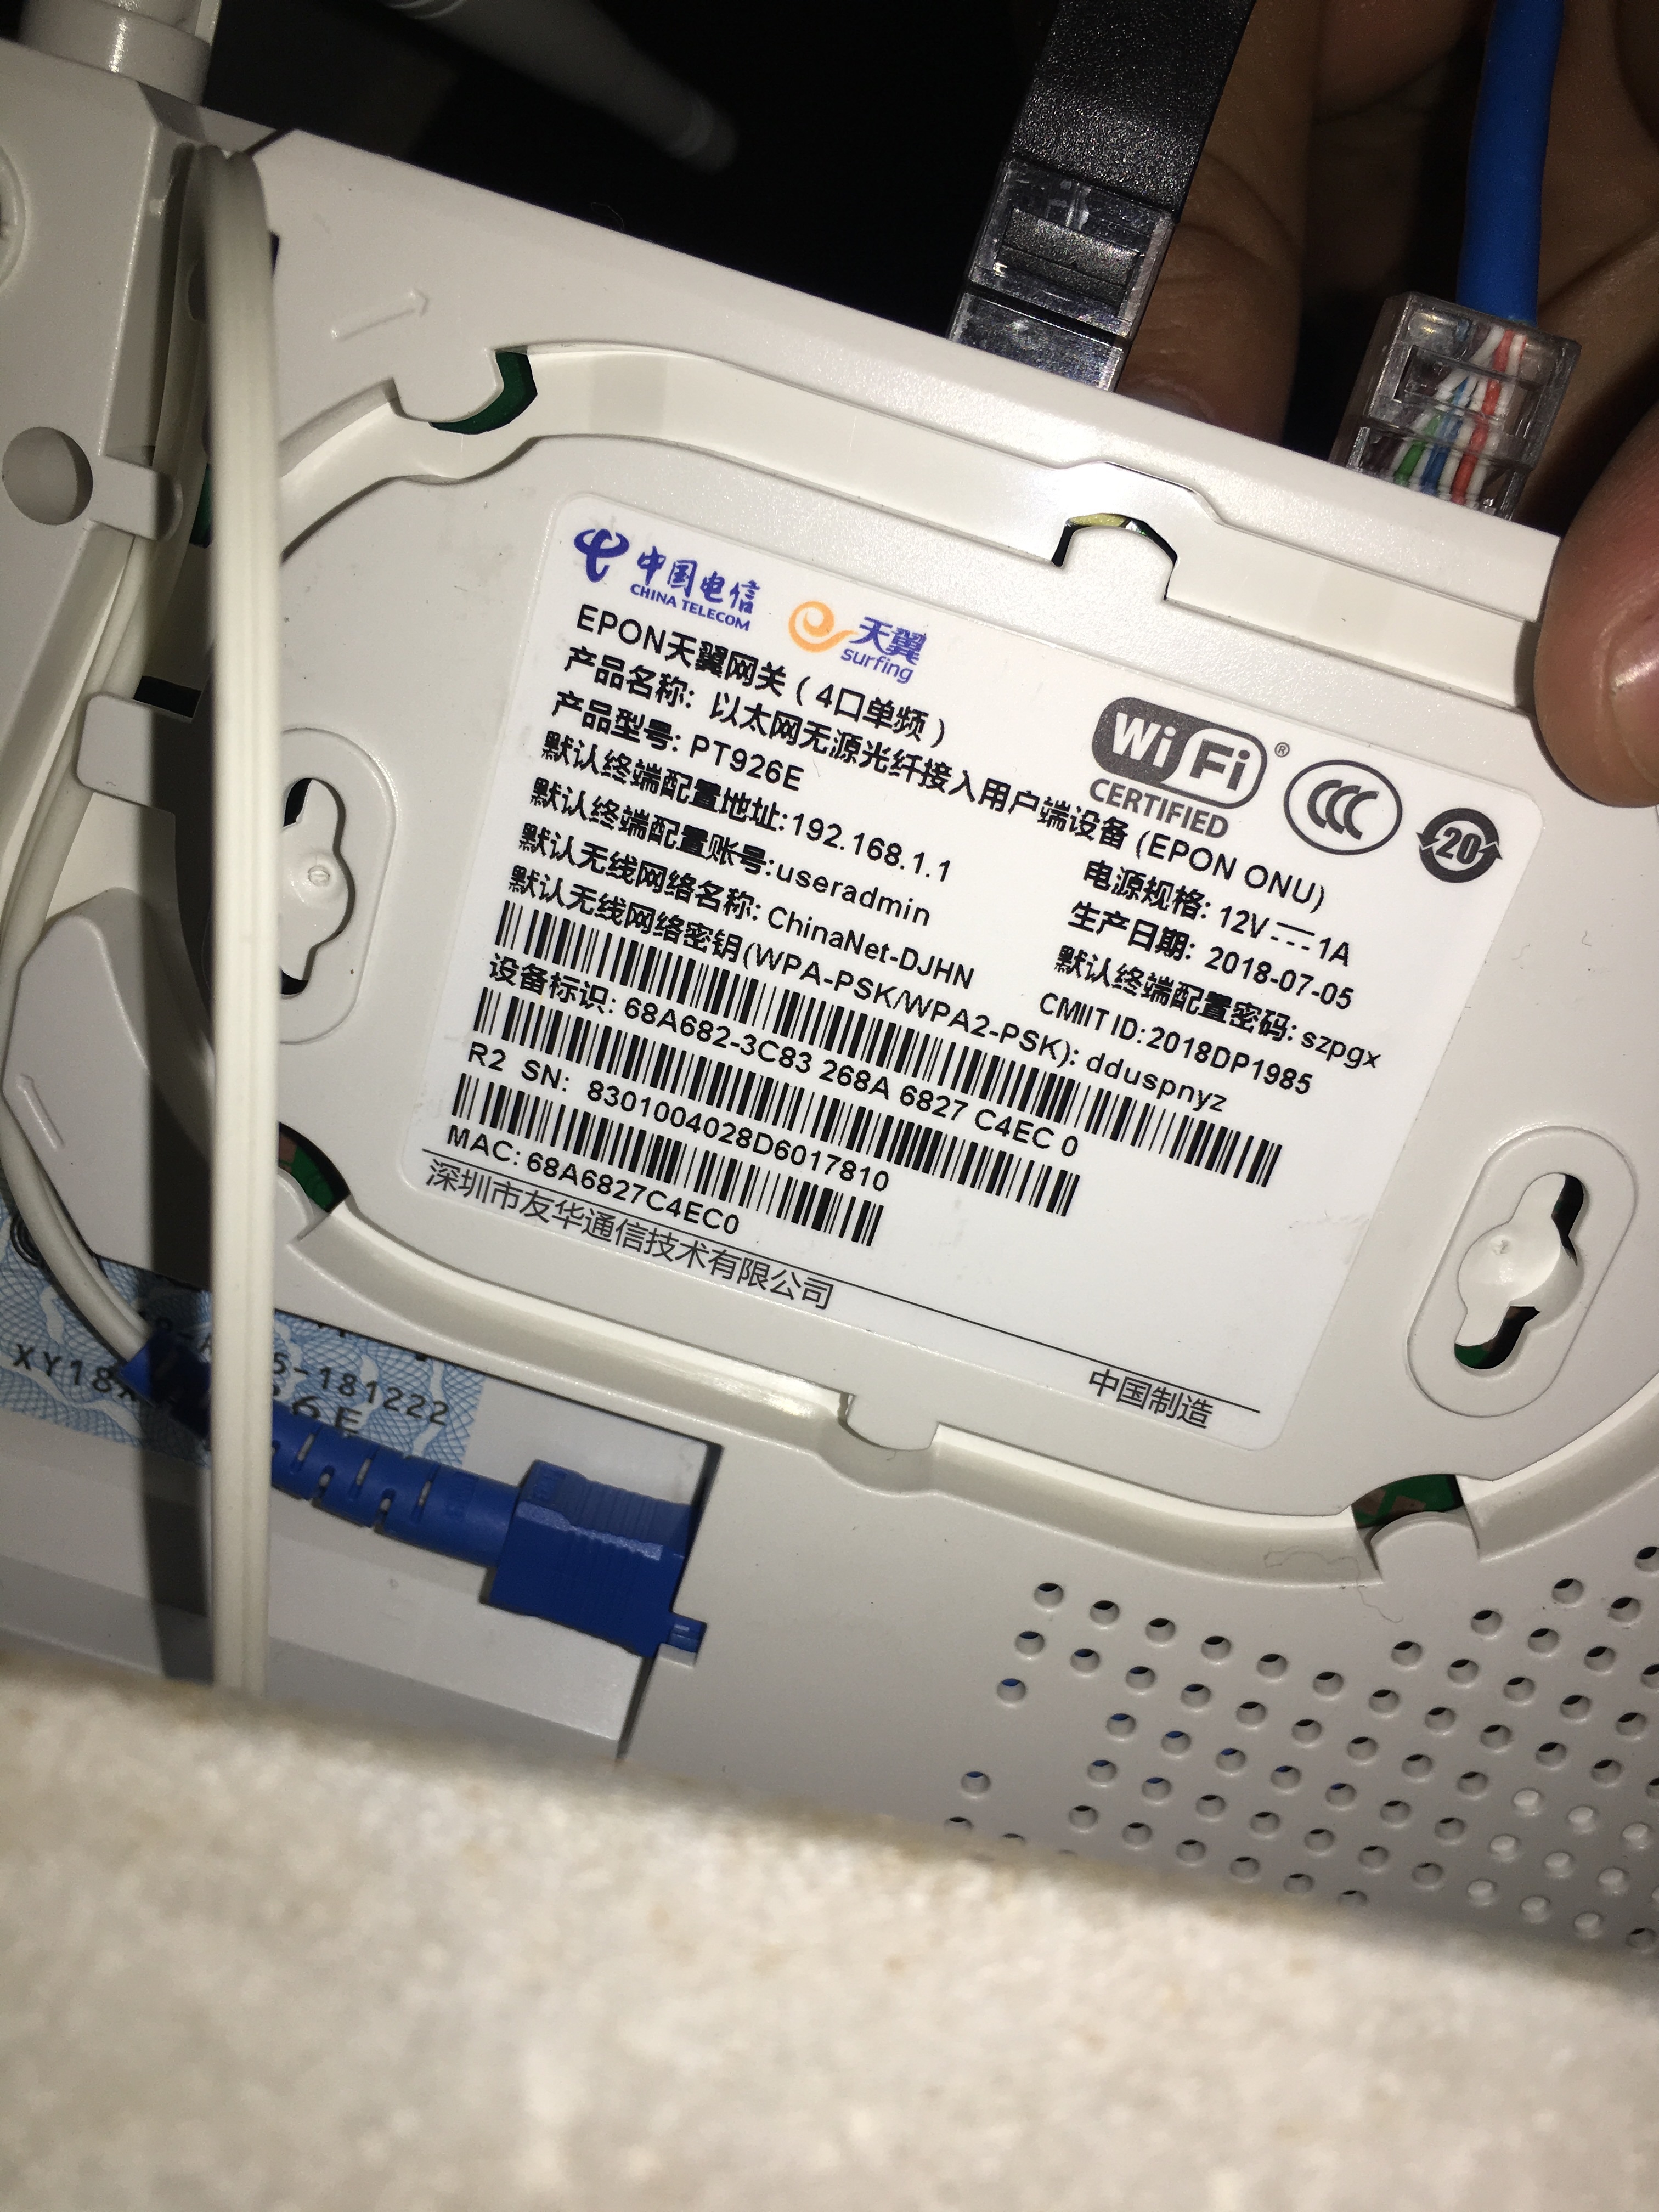 中国电信
CHINA TELECOM
天翼
surfing
EPON天翼网关（4口单频）
WiFi®
CERTIFIED
CCC
20
产品名称：以太网无源光纤接入用户端设备 (EPON ONU)
产品型号: PT926E
电源规格: 12V 1A
默认终端配置地址:192.168.1.1
生产日期: 2018-07-05
默认终端配置账号:useradmin
默认终端配置密码: szpgx
默认无线网络名称: ChinaNet-DJHN
CMIIT ID:2018DP1985
默认无线网络密钥(WPA-PSK/WPA2-PSK): dduspnyz
设备标识: 68A682-3C83 268A 6827 C4EC 0
R2 SN: 8301004028D6017810
MAC: 68A6827C4EC0
深圳市友华通信技术有限公司
中国制造
5-181222
XY18
6E